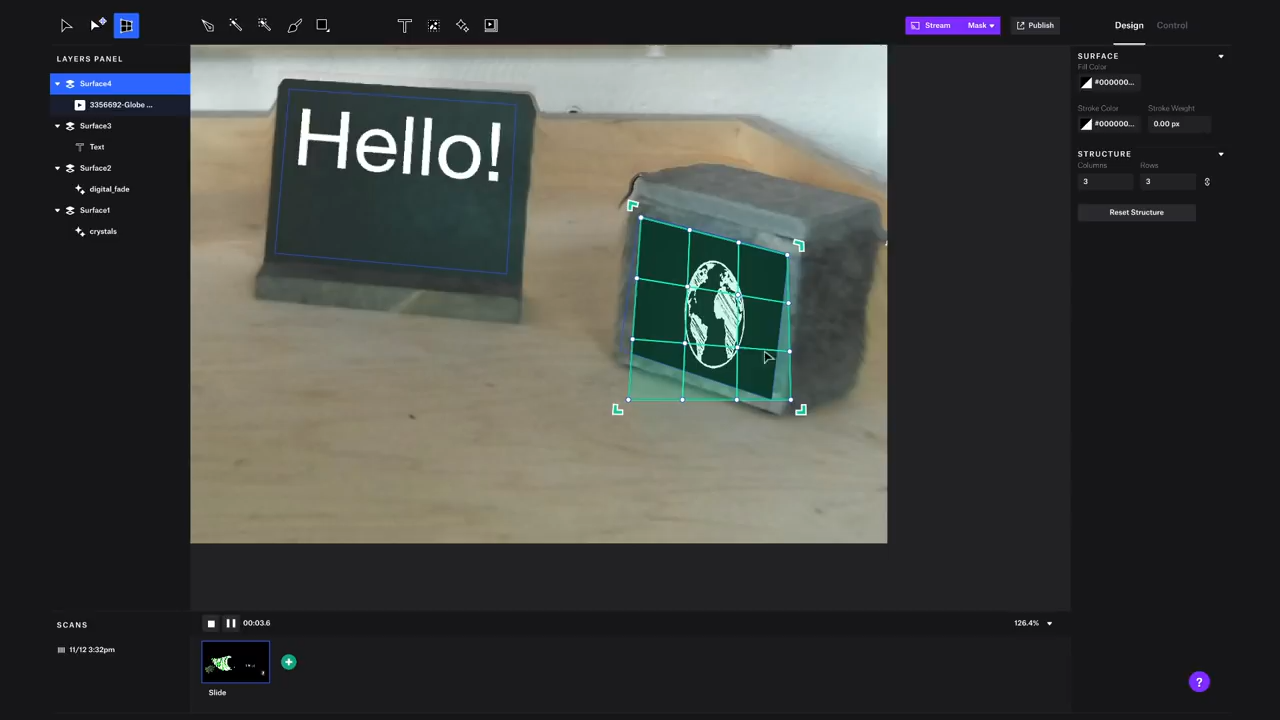 Stream Mask Publish Design Control
LAYERS PANEL
Surface4
3356692-Globe ...
Surface3
Text
Surface2
digital_fade
Surface1
crystals
Hello!
SURFACE
Fill Color
#000000...
Stroke Color Stroke Weight
#000000... 0.00 px
STRUCTURE
Columns Rows
3 3
Reset Structure
SCANS
11/12 3:32pm
00:03.6
126.4%
Slide
?